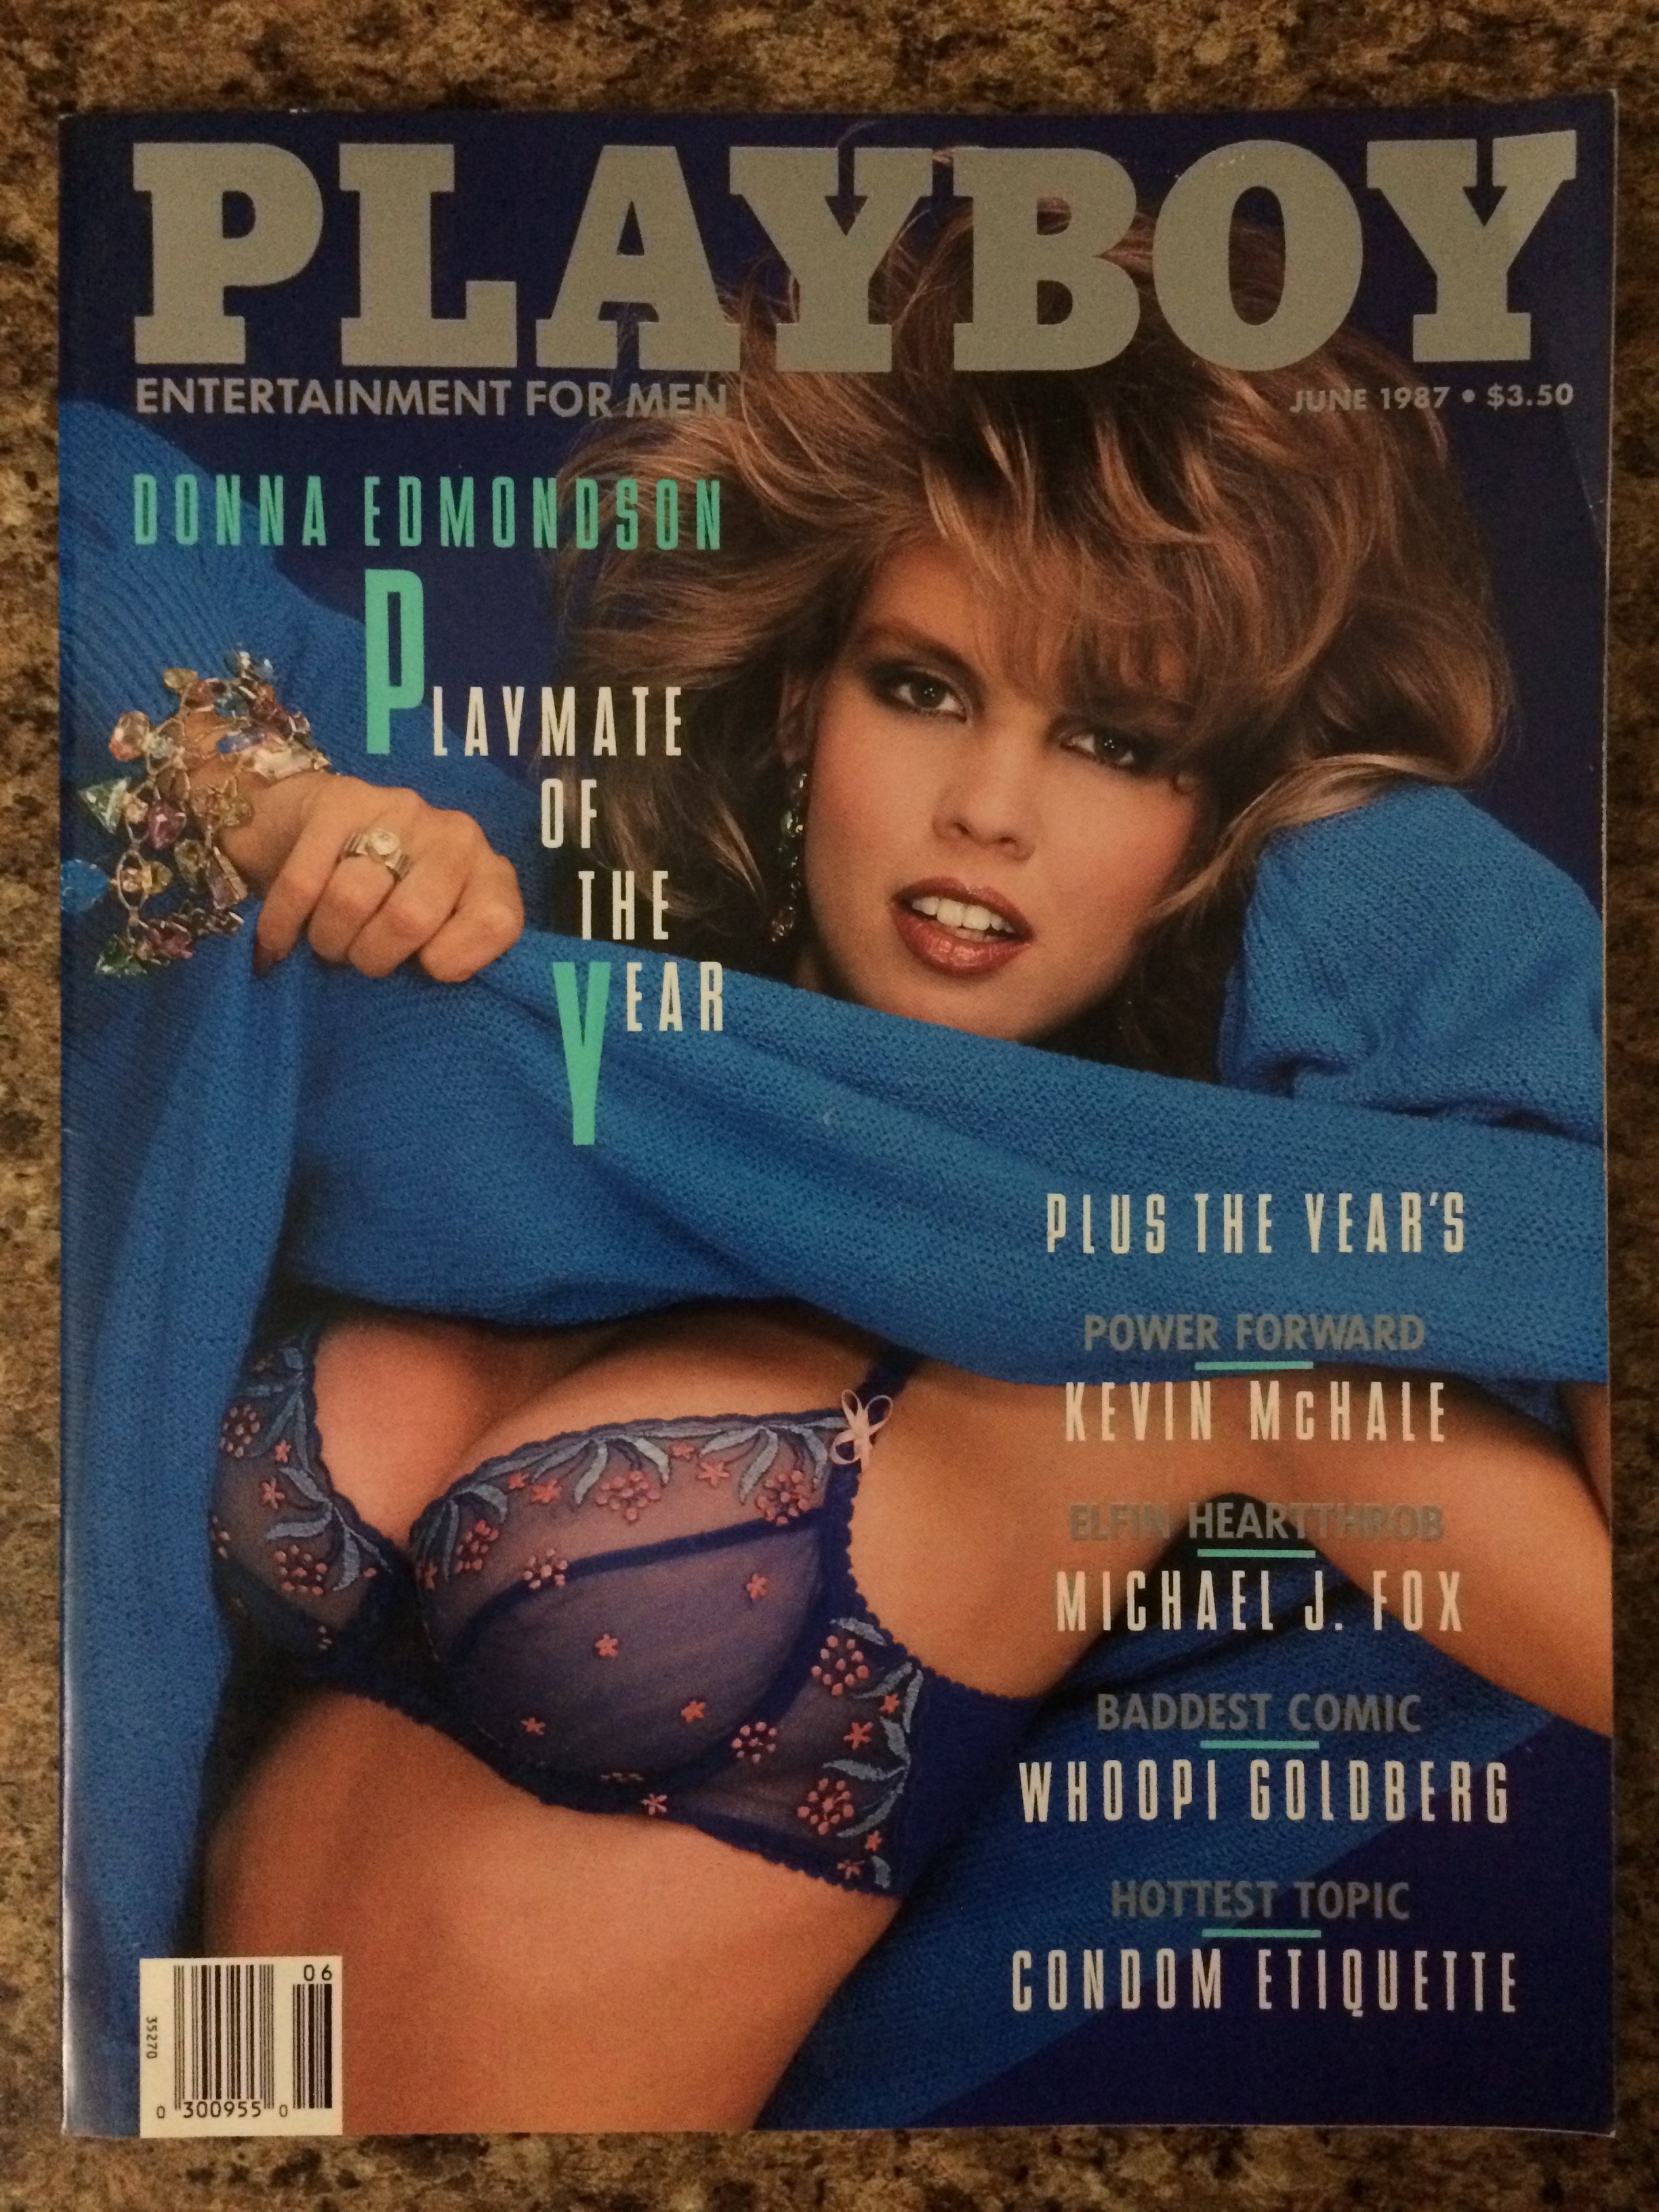 PLAYBOY
ENTERTAINMENT FOR MEN
JUNE 1987 • $3.50
DONNA EDMONDSON
PLAYMATE
OF
THE
YEAR
PLUS THE YEAR'S
POWER FORWARD
KEVIN McHALE
ELFIN HEARTTHROB
MICHAEL J. FOX
BADDEST COMIC
WHOOPI GOLDBERG
HOTTEST TOPIC
CONDOM ETIQUETTE
06
35270
0 300955 0